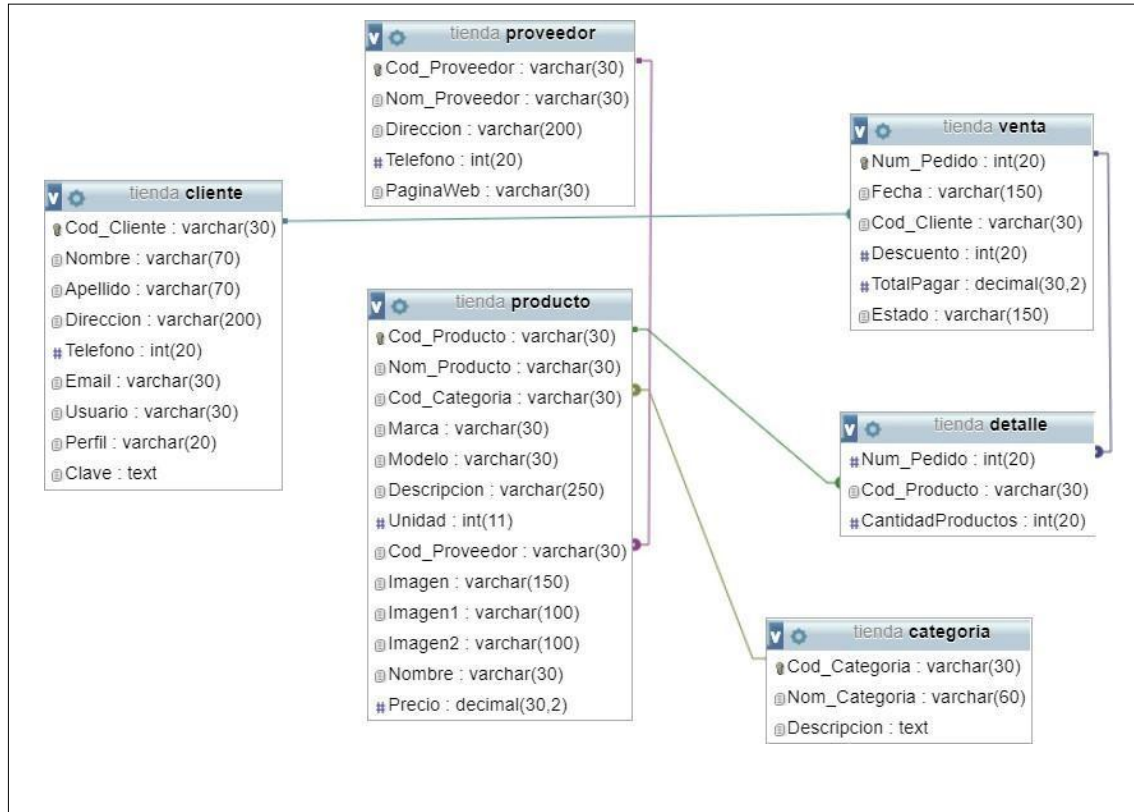 tienda proveedor
Cod_Proveedor : varchar(30)
Nom_Proveedor : varchar(30)
Direccion : varchar(200)
Telefono : int(20)
PaginaWeb : varchar(30)
tienda venta
Num_Pedido : int(20)
Fecha : varchar(150)
Cod_Cliente : varchar(30)
Descuento : int(20)
TotalPagar : decimal(30,2)
Estado : varchar(150)
tienda cliente
Cod_Cliente : varchar(30)
Nombre : varchar(70)
Apellido : varchar(70)
Direccion : varchar(200)
Telefono : int(20)
Email : varchar(30)
Usuario : varchar(30)
Perfil : varchar(20)
Clave : text
tienda producto
Cod_Producto : varchar(30)
Nom_Producto : varchar(30)
Cod_Categoria : varchar(30)
Marca : varchar(30)
Modelo : varchar(30)
Descripcion : varchar(250)
Unidad : int(11)
Cod_Proveedor : varchar(30)
Imagen : varchar(150)
Imagen1 : varchar(100)
Imagen2 : varchar(100)
Nombre : varchar(30)
Precio : decimal(30,2)
tienda detalle
Num_Pedido : int(20)
Cod_Producto : varchar(30)
CantidadProductos : int(20)
tienda categoria
Cod_Categoria : varchar(30)
Nom_Categoria : varchar(60)
Descripcion : text